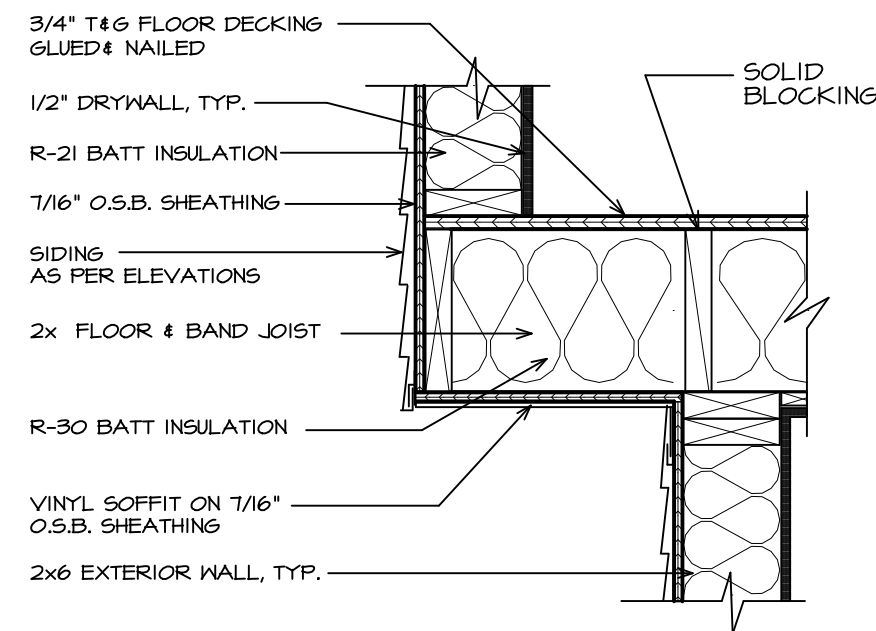 3/4" T&G FLOOR DECKING
GLUED& NAILED
SOLID
BLOCKING
1/2" DRYWALL, TYP.
R-21 BATT INSULATION
7/16" O.S.B. SHEATHING
SIDING
AS PER ELEVATIONS
2x FLOOR & BAND JOIST
R-30 BATT INSULATION
VINYL SOFFIT ON 7/16"
O.S.B. SHEATHING
2x6 EXTERIOR WALL, TYP.